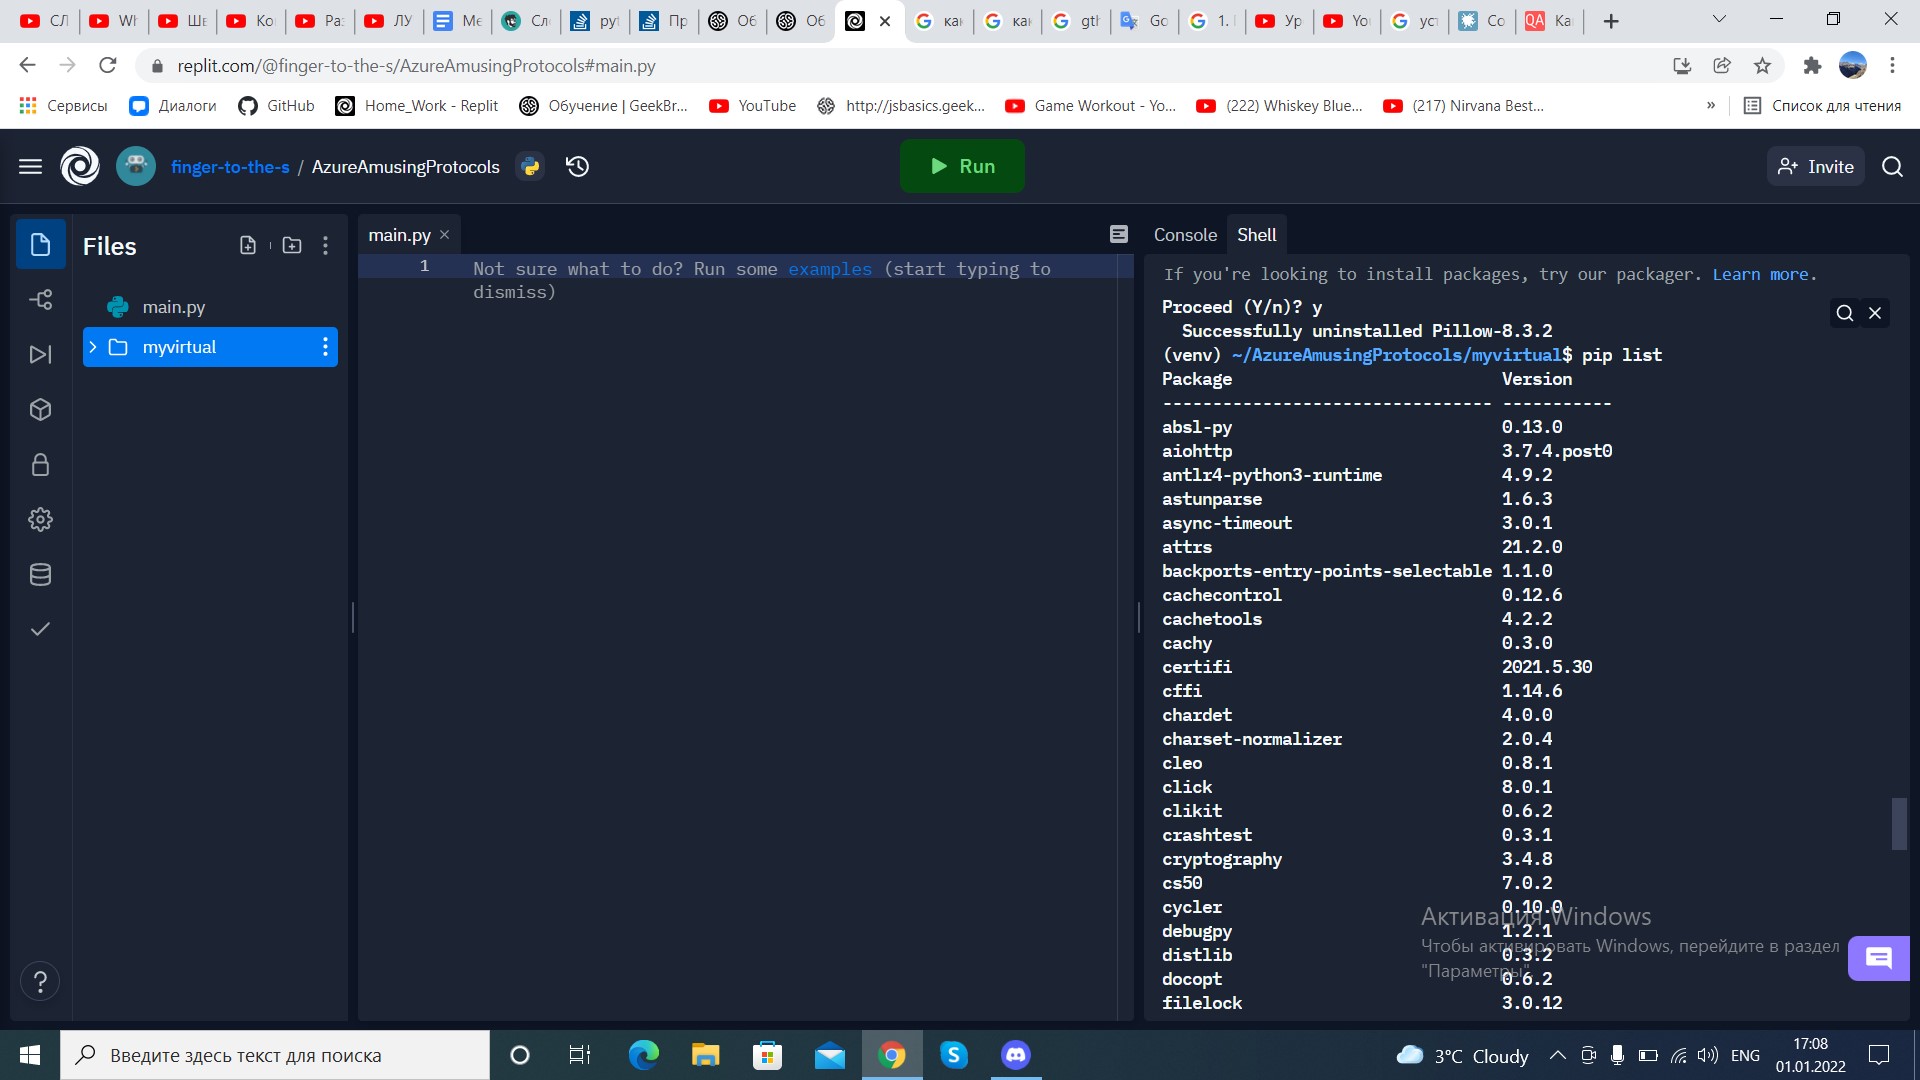 СЛ
Wh
Шв
Ко
Раз
ЛУ
Ме
Сл
pyt
Пр
Об
Об
как
как
gth
Go
1. 
Ур
Yo
уст
Co
Ка
replit.com/@finger-to-the-s/AzureAmusingProtocols#main.py
Сервисы
Диалоги
GitHub
Home_Work - Replit
Обучение | GeekBr...
YouTube
http://jsbasics.geek...
Game Workout - Yo...
(222) Whiskey Blue...
(217) Nirvana Best...
»
Список для чтения
finger-to-the-s / AzureAmusingProtocols
Run
Invite
Files
main.py
myvirtual
main.py
1
Not sure what to do? Run some examples (start typing to
dismiss)
Console
Shell
If you're looking to install packages, try our packager. Learn more.
Proceed (Y/n)? y
Successfully uninstalled Pillow-8.3.2
(venv) ~/AzureAmusingProtocols/myvirtual$ pip list
Package Version
--------------------------------- -----------
absl-py 0.13.0
aiohttp 3.7.4.post0
antlr4-python3-runtime 4.9.2
astunparse 1.6.3
async-timeout 3.0.1
attrs 21.2.0
backports-entry-points-selectable 1.1.0
cachecontrol 0.12.6
cachetools 4.2.2
cachy 0.3.0
certifi 2021.5.30
cffi 1.14.6
chardet 4.0.0
charset-normalizer 2.0.4
cleo 0.8.1
click 8.0.1
clikit 0.6.2
crashtest 0.3.1
cryptography 3.4.8
cs50 7.0.2
cycler 0.10.0
debugpy 1.2.1
distlib 0.3.2
docopt 0.6.2
filelock 3.0.12
Активация Windows
Чтобы активировать Windows, перейдите в раздел
"Параметры".
Введите здесь текст для поиска
3°C Cloudy
ENG
17:08
01.01.2022